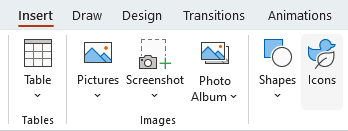 Insert Draw Design Transitions Animations
Table Pictures Screenshot Photo Album Shapes Icons
Tables Images